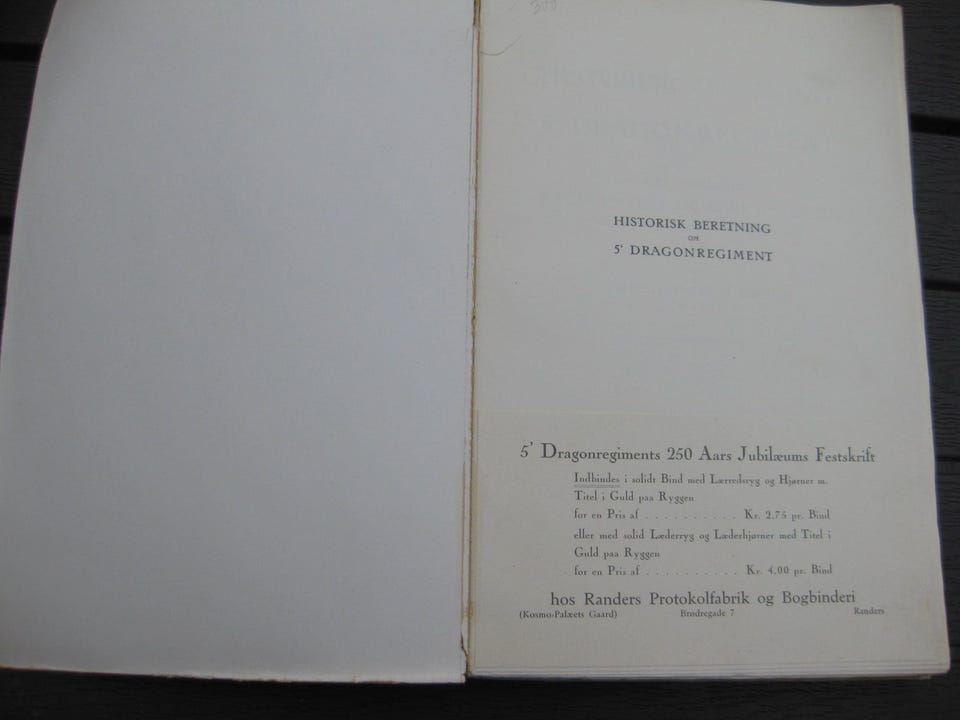 300
HISTORISK BERETNING
OM
5' DRAGONREGIMENT
5' Dragonregiments 250 Aars Jubilæums Festskrift
Indbindes i solidt Bind med Lærredsryg og Hjørner m.
Titel i Guld paa Ryggen
for en Pris af . . . . . . . . . . Kr. 2.75 pr. Bind
eller med solid Læderryg og Læderhjørner med Titel i
Guld paa Ryggen
for en Pris af . . . . . . . . . . Kr. 4.00 pr. Bind
hos Randers Protokolfabrik og Bogbinderi
(Kosmo-Palæets Gaard) Brødregade 7 Randers